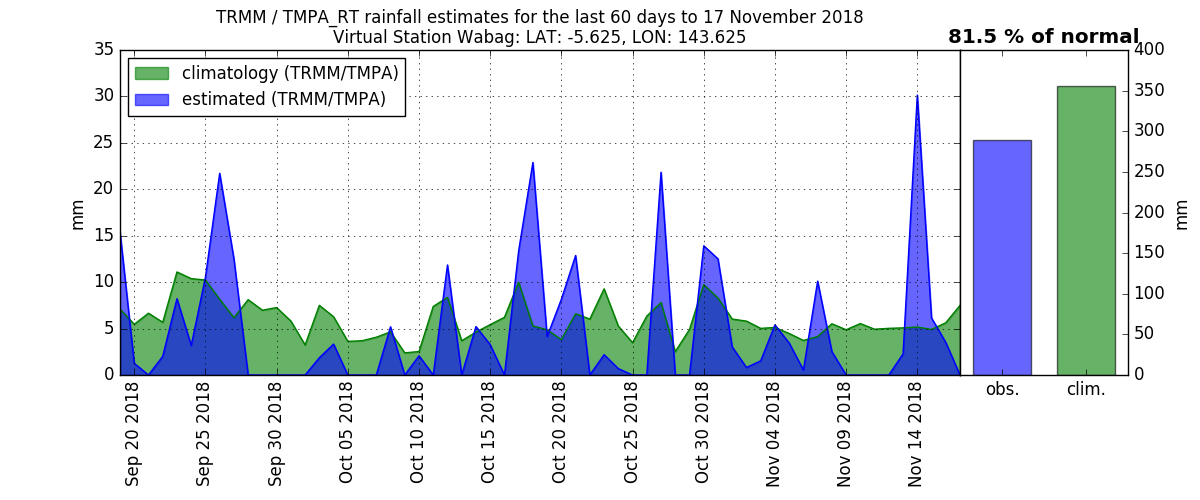 TRMM / TMPA_RT rainfall estimates for the last 60 days to 17 November 2018
Virtual Station Wabag: LAT: -5.625, LON: 143.625
81.5 % of normal
climatology (TRMM/TMPA)
estimated (TRMM/TMPA)
35
30
25
20
15
10
5
0
mm
Sep 20 2018
Sep 25 2018
Sep 30 2018
Oct 05 2018
Oct 10 2018
Oct 15 2018
Oct 20 2018
Oct 25 2018
Oct 30 2018
Nov 04 2018
Nov 09 2018
Nov 14 2018
obs.
clim.
400
350
300
250
200
150
100
50
0
mm